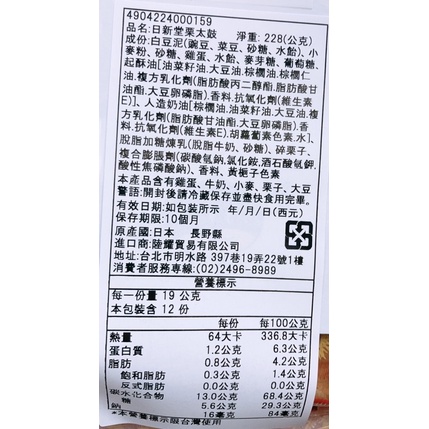 4904224000159
品名:日新堂栗太鼓 淨重:228(公克)
成份:白豆泥(豌豆、菜豆、砂糖、水飴)、小
麥粉、砂糖、雞蛋、水飴、麥芽糖、葡萄糖、
起酥油[油菜籽油、大豆油、棕櫚油、棕櫚仁
油、複方乳化劑(脂肪酸丙二醇酯、脂肪酸甘
油酯、大豆卵磷脂)、香料、抗氧化劑(維生素
E)]、人造奶油[棕櫚油、油菜籽油、大豆油、複
方乳化劑(脂肪酸甘油酯、大豆卵磷脂)、香
料、抗氧化劑(維生素E)、胡蘿蔔素色素、水]、
脫脂加糖煉乳(脫脂牛奶、砂糖)、碎栗子、
複合膨脹劑(碳酸氫鈉、氯化銨、酒石酸氫鉀、
酸性焦磷酸鈉)、香料、黃梔子色素
本產品含有雞蛋、牛奶、小麥、栗子、大豆
警語:開封後請冷藏保存並盡快食用完畢。
有效日期:如包裝所示 年/月/日(西元)
保存期限:10個月
原產國:日本 長野縣
進口商:陸耀貿易有限公司
地址:台北市明水路 397巷19弄22號1樓
消費者服務專線:(02)2496-8989
營養標示
每一份量 19 公克
本包裝含 12 份
每份 每100公克
熱量 64大卡 336.8大卡
蛋白質 1.2公克 6.3公克
脂肪 0.8公克 4.2公克
飽和脂肪 0.3公克 1.4公克
反式脂肪 0.0公克 0.0公克
碳水化合物 13.0公克 68.4公克
糖 5.6公克 29.3公克
鈉 16毫克 84毫克
*本營養標示限台灣使用*